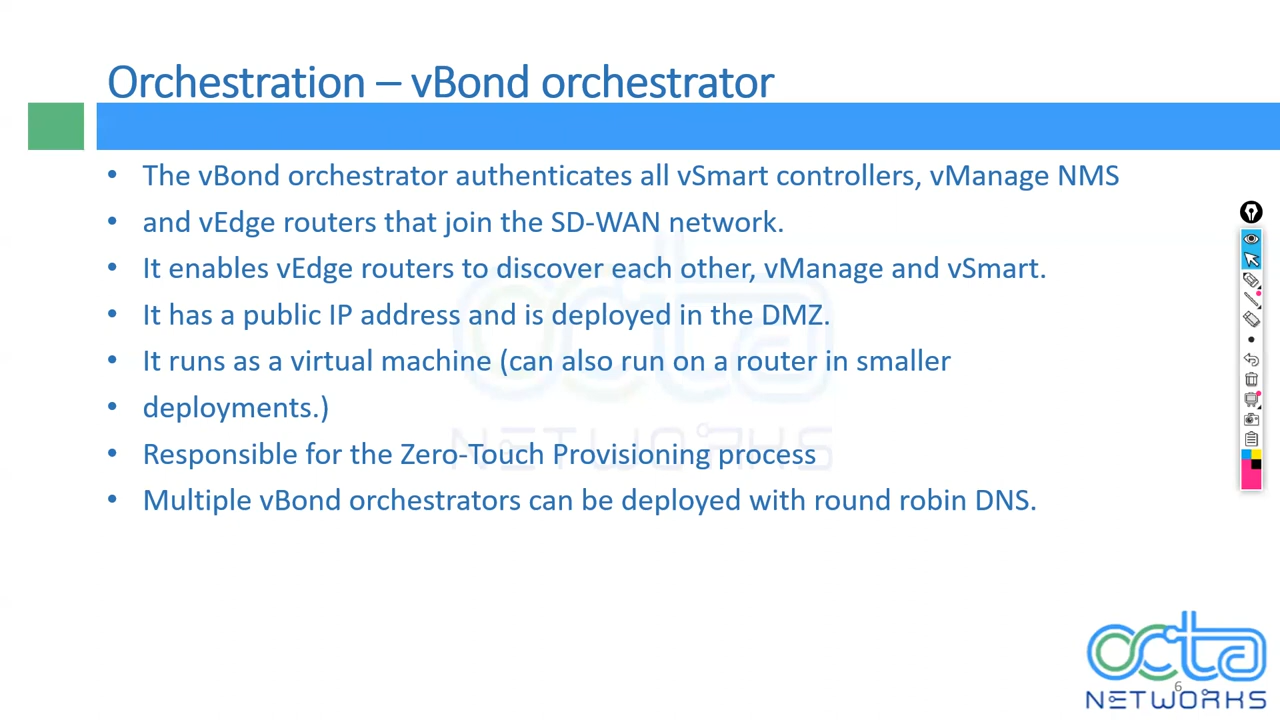 Orchestration – vBond orchestrator
• The vBond orchestrator authenticates all vSmart controllers, vManage NMS
• and vEdge routers that join the SD-WAN network.
• It enables vEdge routers to discover each other, vManage and vSmart.
• It has a public IP address and is deployed in the DMZ.
• It runs as a virtual machine (can also run on a router in smaller
• deployments.)
• Responsible for the Zero-Touch Provisioning process
• Multiple vBond orchestrators can be deployed with round robin DNS.
octa
NETWORKS
octa
6
NETWORKS